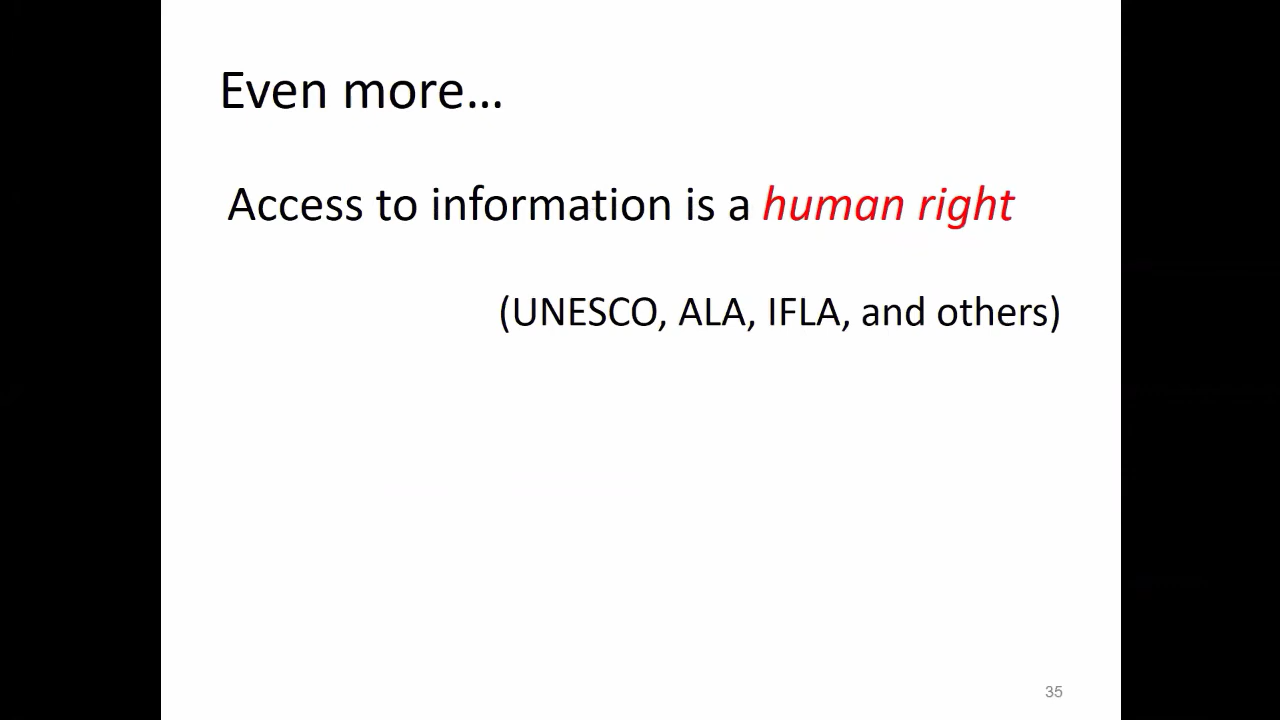 Even more…
Access to information is a human right
(UNESCO, ALA, IFLA, and others)
35